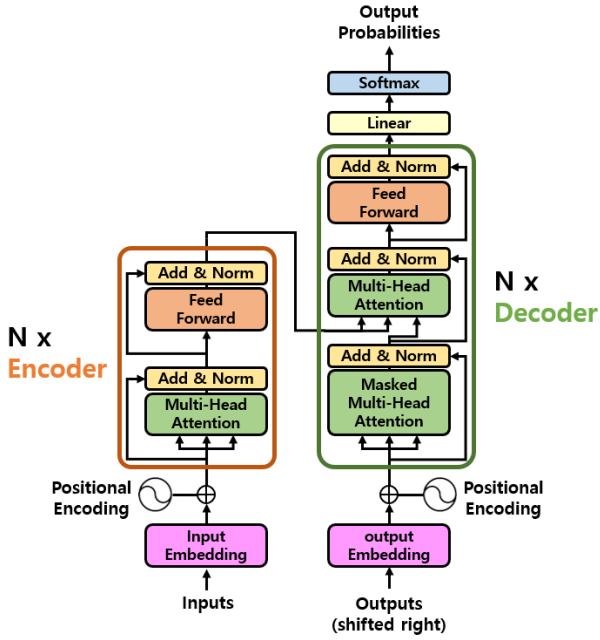 Output
Probabilities
Softmax
Linear
Add & Norm
Feed
Forward
Add & Norm
Multi-Head
Attention
Add & Norm
Masked
Multi-Head
Attention
N x
Decoder
Positional
Encoding
output
Embedding
Outputs
(shifted right)
Add & Norm
Feed
Forward
Add & Norm
Multi-Head
Attention
N x
Encoder
Positional
Encoding
Input
Embedding
Inputs